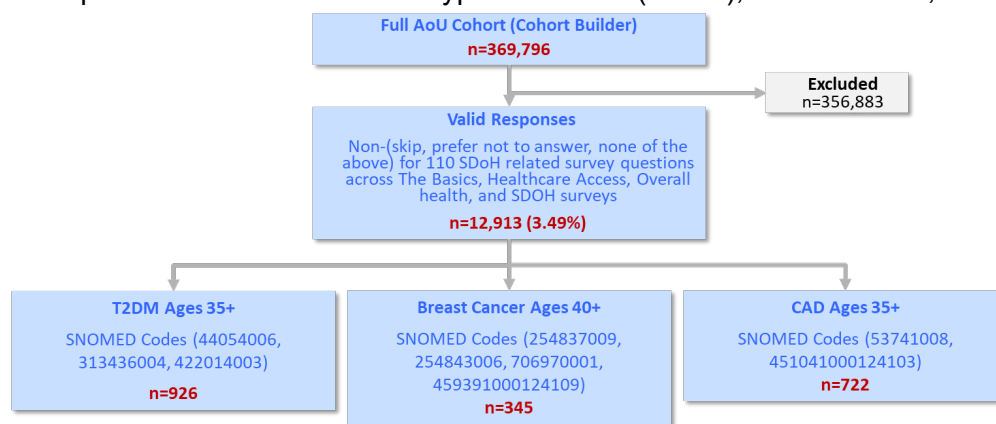 Full AoU Cohort (Cohort Builder)
n=369,796
Excluded
n=356,883
Valid Responses
Non-(skip, prefer not to answer, none of the
above) for 110 SDoH related survey questions
across The Basics, Healthcare Access, Overall
health, and SDOH surveys
n=12,913 (3.49%)
T2DM Ages 35+
SNOMED Codes (44054006,
313436004, 422014003)
n=926
Breast Cancer Ages 40+
SNOMED Codes (254837009,
254843006, 706970001,
459391000124109)
n=345
CAD Ages 35+
SNOMED Codes (53741008,
451041000124103)
n=722